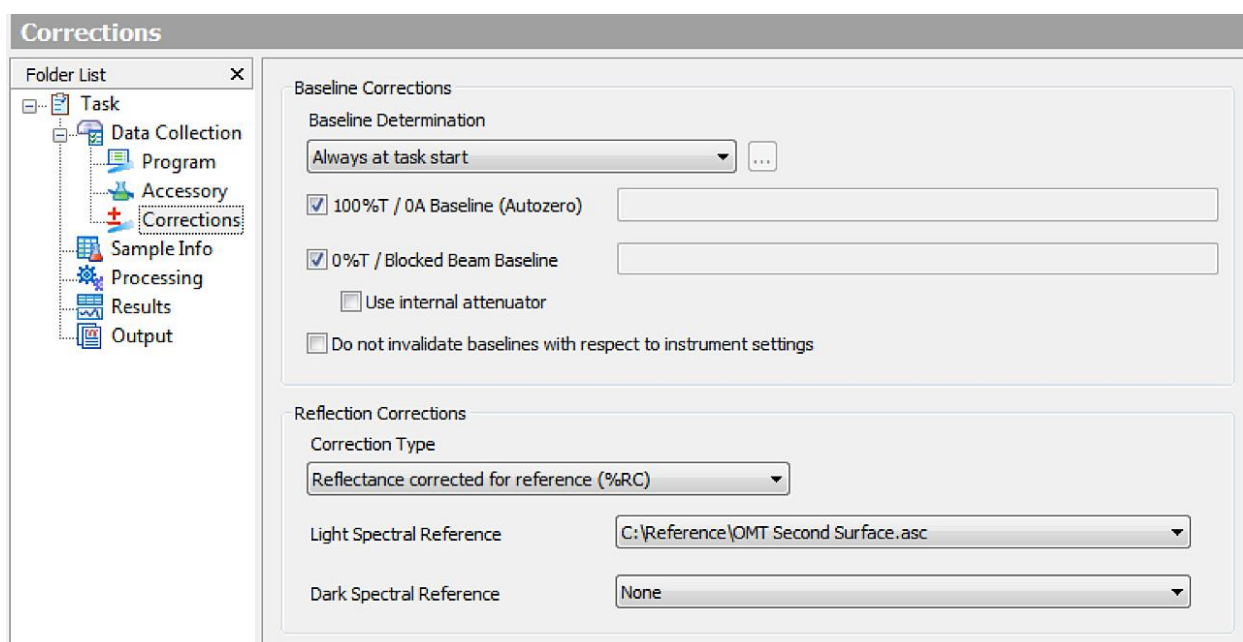 Corrections
Folder List
Task
Data Collection
Program
Accessory
Corrections
Sample Info
Processing
Results
Output
Baseline Corrections
Baseline Determination
Always at task start
...
100%T / 0A Baseline (Autozero)
0%T / Blocked Beam Baseline
Use internal attenuator
Do not invalidate baselines with respect to instrument settings
Reflection Corrections
Correction Type
Reflectance corrected for reference (%RC)
Light Spectral Reference
C:\Reference\OMT Second Surface.asc
Dark Spectral Reference
None